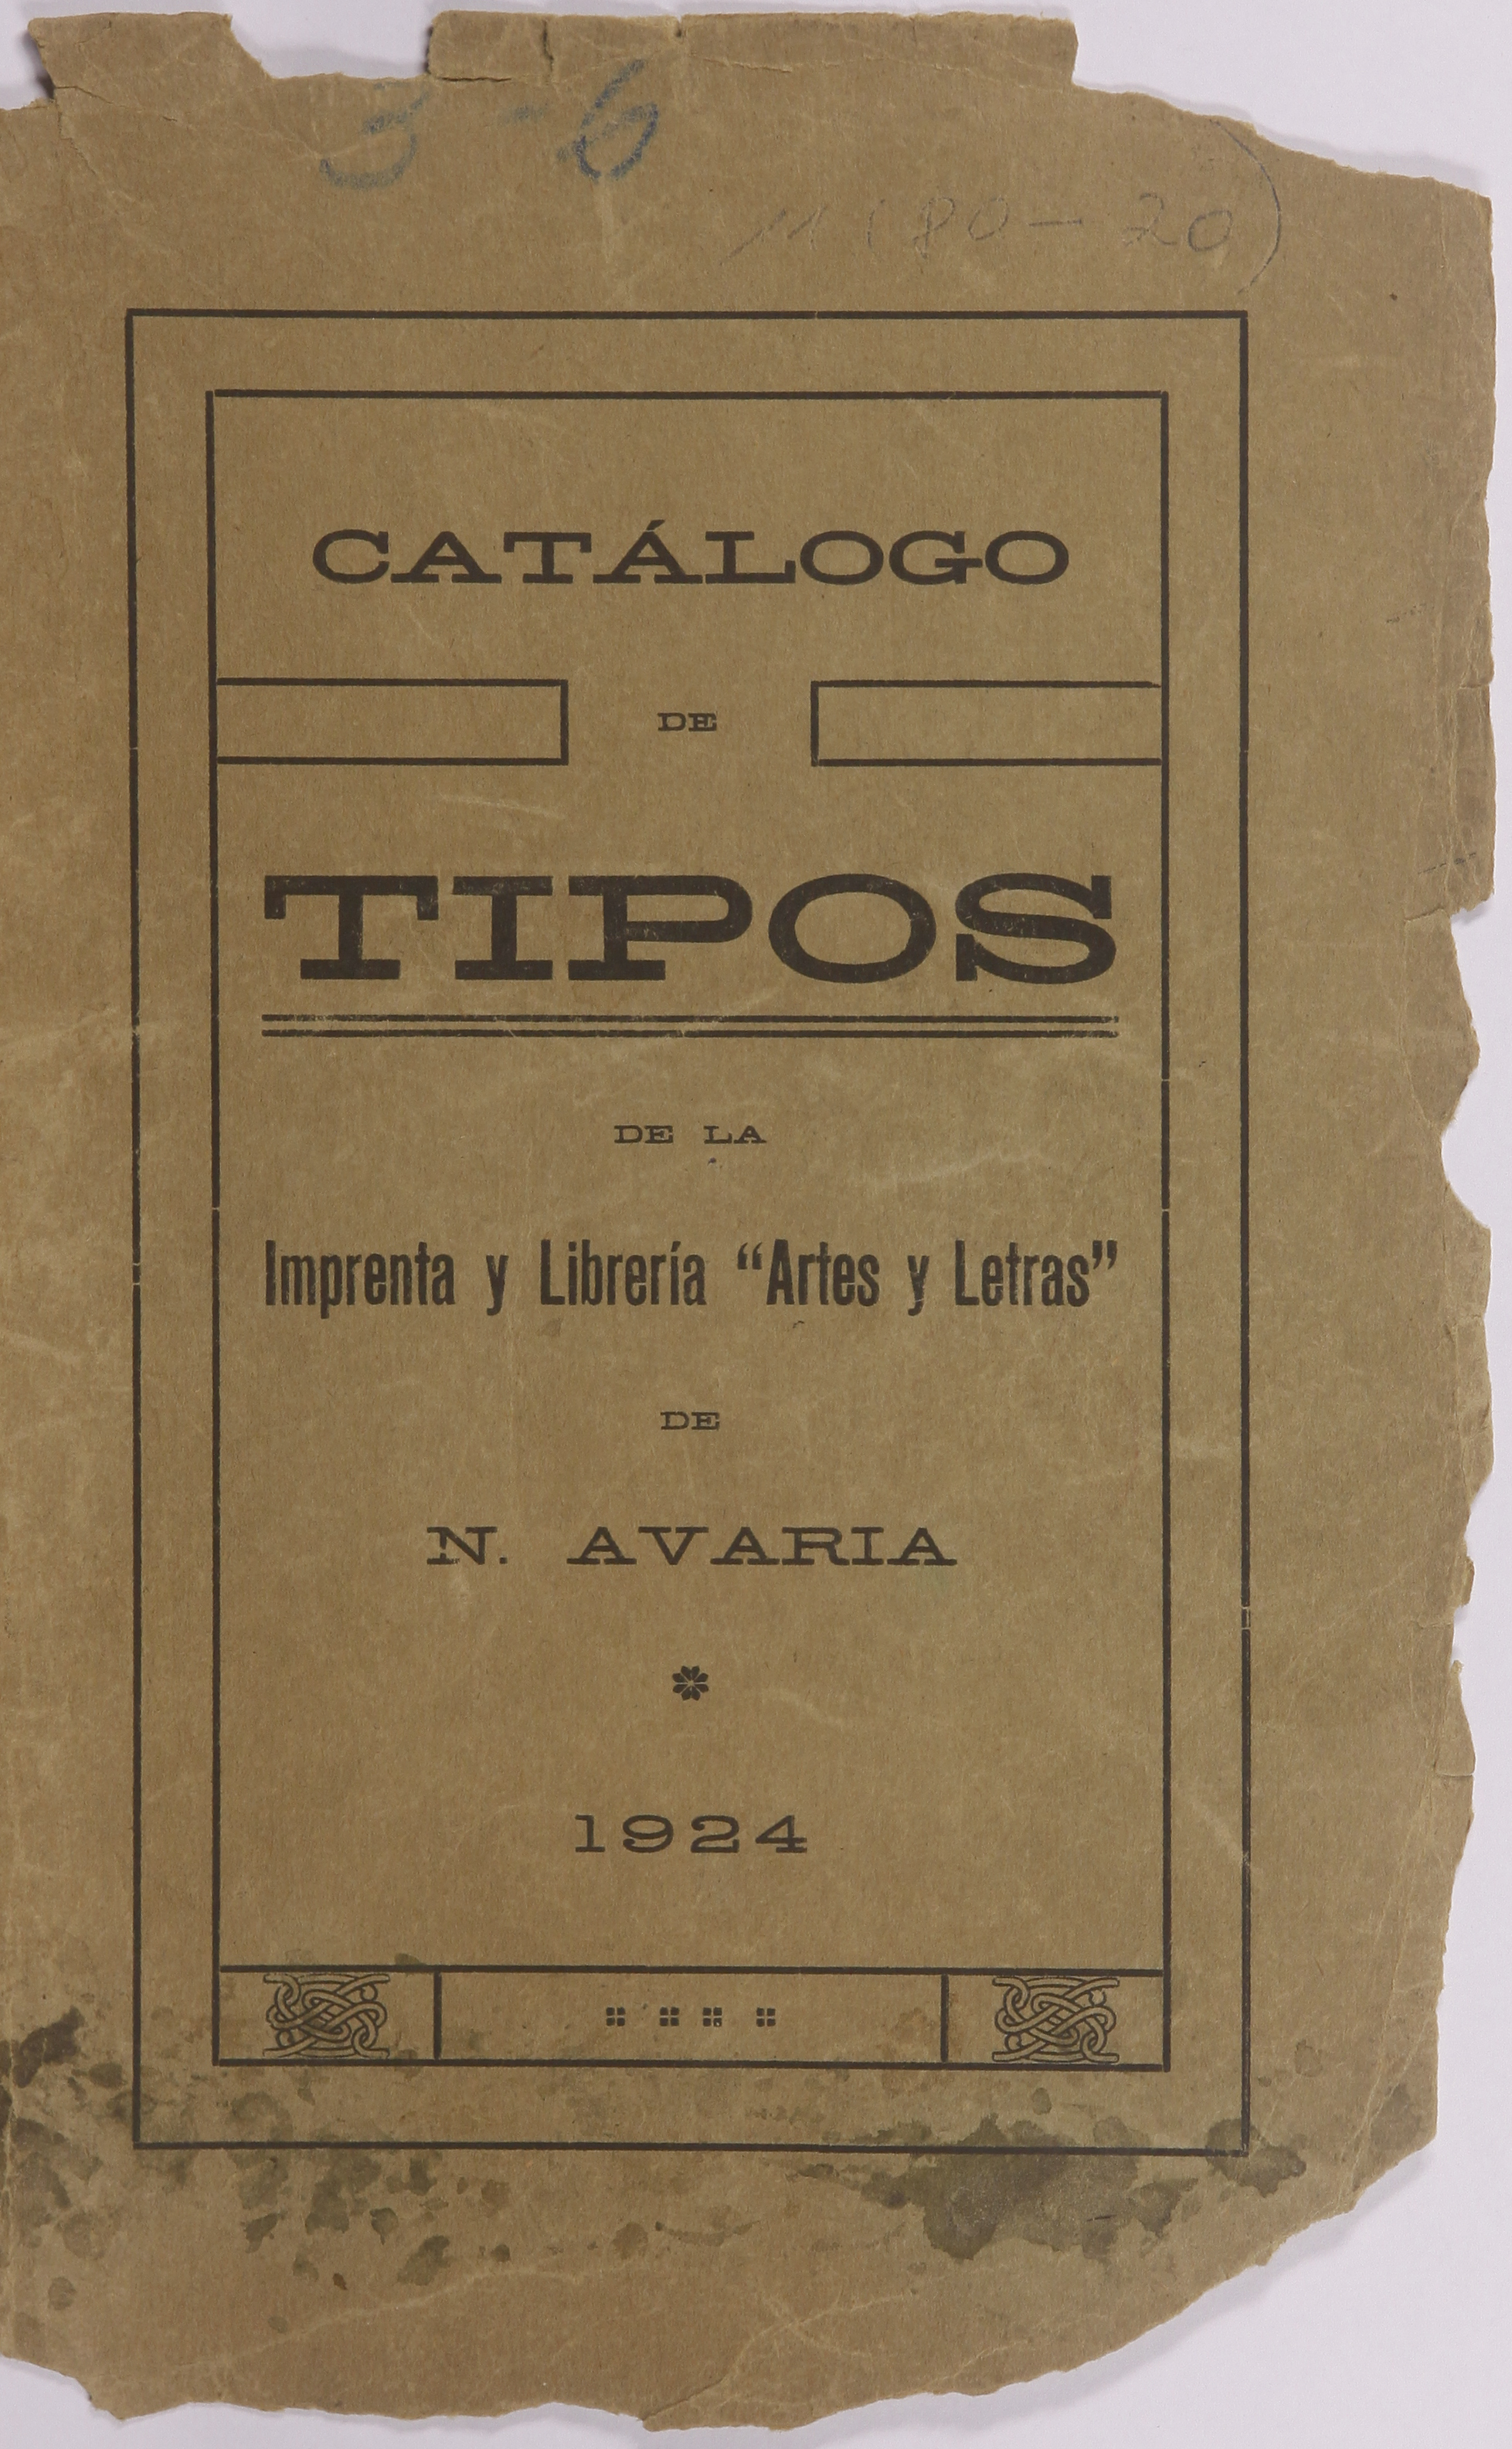 3 - 6
(80 - 20)
CATÁLOGO
DE
TIPOS
DE LA
Imprenta y Librería “Artes y Letras”
DE
N. AVARIA
1924